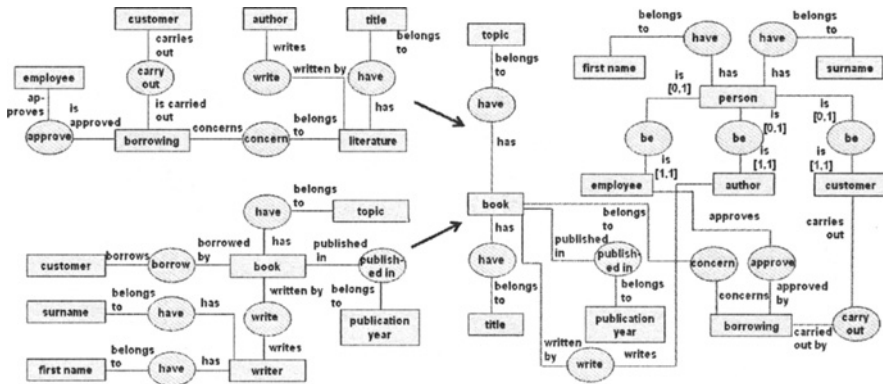 customer
author
title
carries
out
writes
belongs
to
employee
carry
out
write
written by
have
ap-
proves
is
approved
is carried
out
has
approve
borrowing
concerns
concern
belongs
to
literature
belongs
to
have
topic
customer
borrows
borrow
borrowed
by
has
book
published
in
publish-
ed in
surname
belongs
to
have
has
written by
write
belongs
to
publication
year
first name
belongs
to
have
has
writes
writer
topic
belongs
to
have
has
book
has
have
belongs
to
title
published
in
belongs
to
publish-
ed in
belongs
to
publication
year
written
by
write
writes
belongs
to
have
have
belongs
to
first name
has
has
surname
is
[0,1]
person
is
[0,1]
is
[0,1]
be
be
be
is
[1,1]
is
[1,1]
is
[1,1]
employee
author
customer
approves
carries
out
concern
approve
concerns
approved
by
borrowing
carried
out by
carry
out